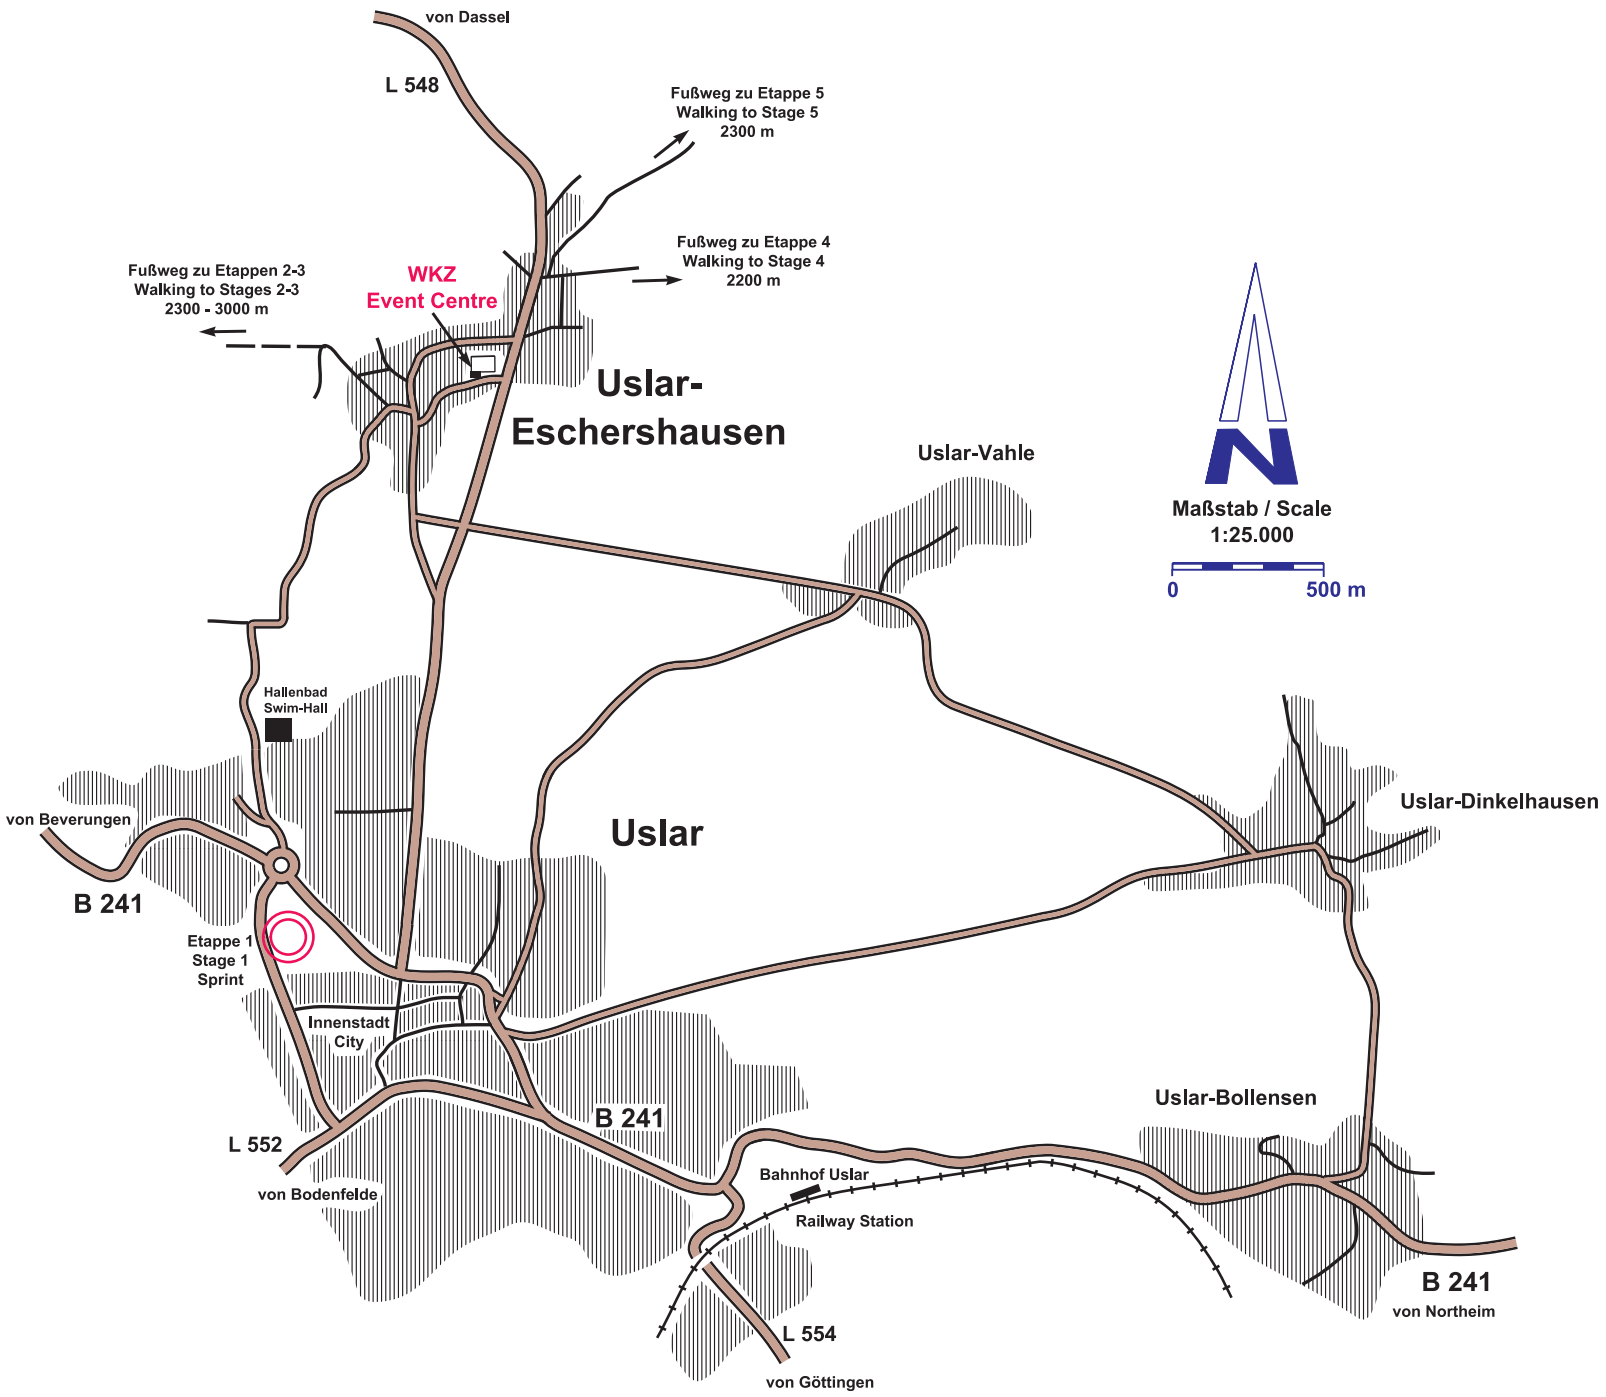 von Dassel
L 548
Fußweg zu Etappe 5
Walking to Stage 5
2300 m
Fußweg zu Etappe 4
Walking to Stage 4
2200 m
Fußweg zu Etappen 2-3
Walking to Stages 2-3
2300 - 3000 m
WKZ
Event Centre
Uslar-
Eschershausen
Uslar-Vahle
N
Maßstab / Scale
1:25.000
0 500 m
Hallenbad
Swim-Hall
von Beverungen
B 241
Uslar
Uslar-Dinkelhausen
Etappe 1
Stage 1
Sprint
Innenstadt
City
L 552
von Bodenfelde
B 241
Uslar-Bollensen
Bahnhof Uslar
Railway Station
B 241
von Northeim
L 554
von Göttingen